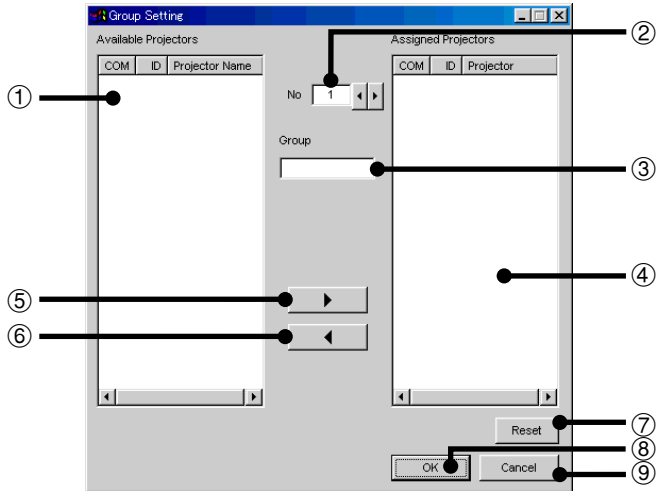 Group Setting
Available Projectors
Assigned Projectors
②
COM ID Projector Name
COM ID Projector
①
No 1
Group
③
④
⑤
⑥
Reset
⑦
OK
⑧
Cancel
⑨